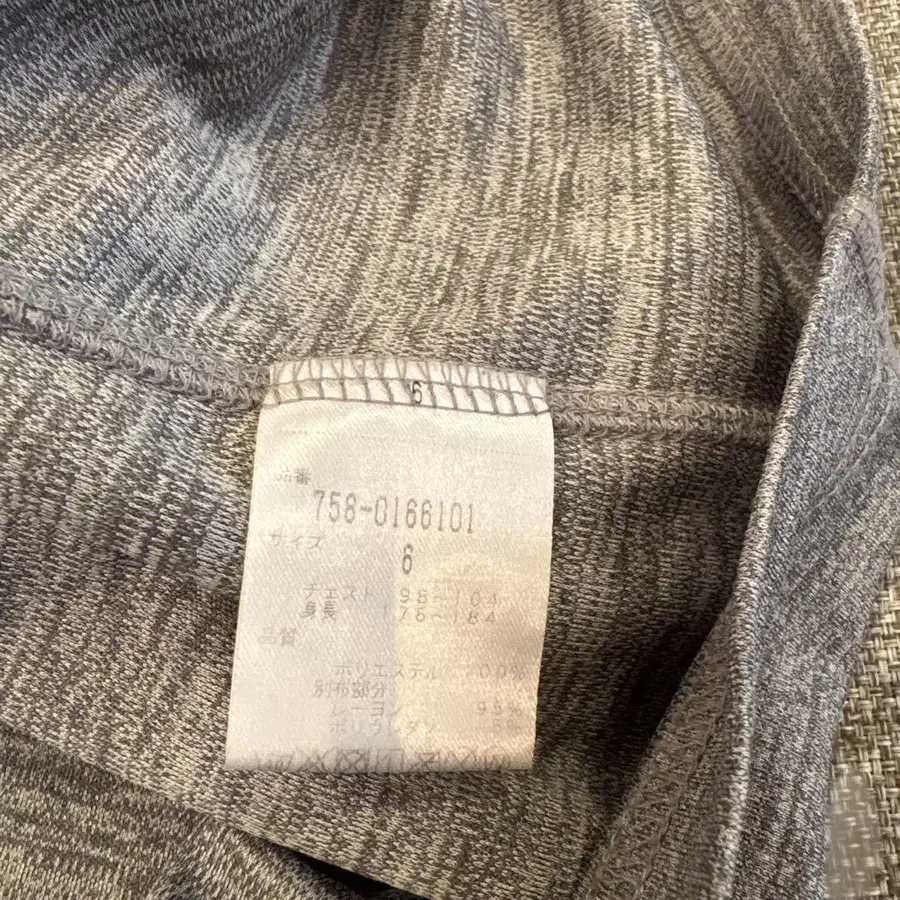 6
品番
758-0166101
サイズ
6
チェスト 98~104
身長 176~184
品質
ポリエステル 100%
別布部分
レーヨン 95%
ポリウレタン 5%